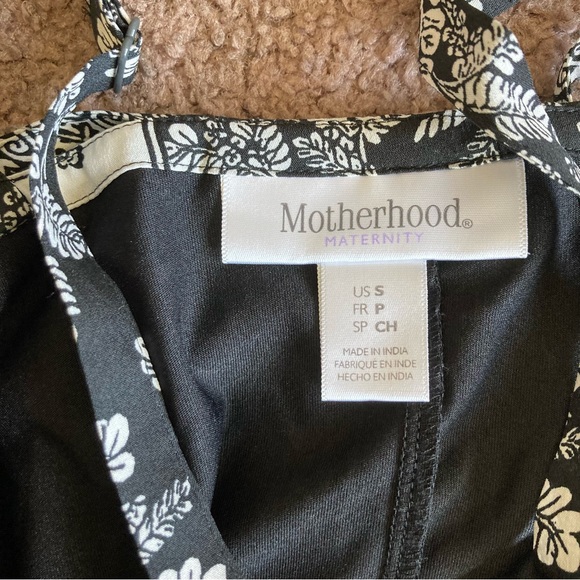 Motherhood®
MATERNITY
US S
FR P
SP CH
MADE IN INDIA
FABRIQUÉ EN INDE
HECHO EN INDIA